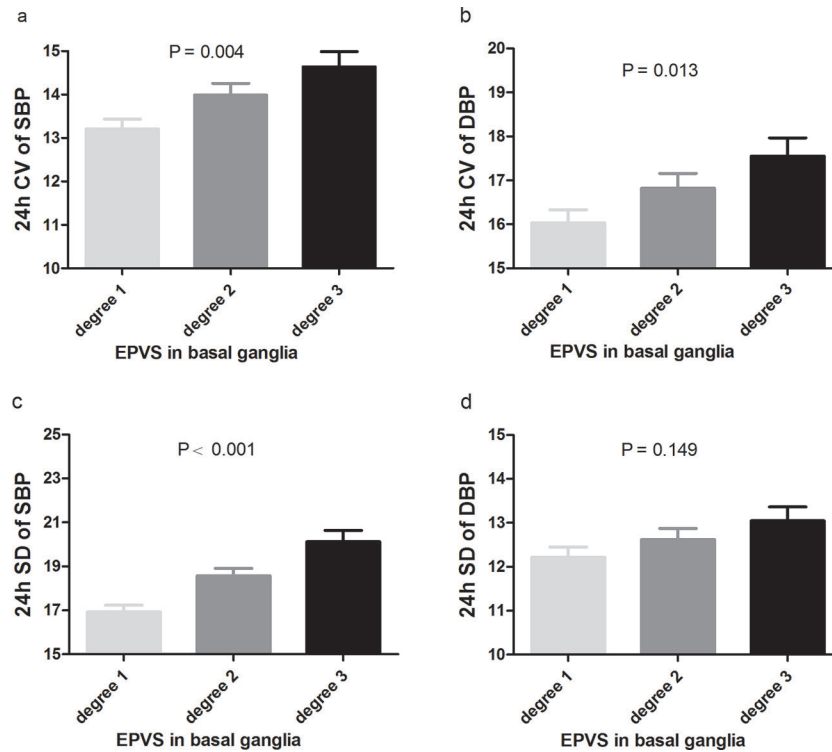 a
P = 0.004
24h CV of SBP
15
14
13
12
11
10
degree 1
degree 2
degree 3
EPVS in basal ganglia
b
P = 0.013
24h CV of DBP
20
19
18
17
16
15
degree 1
degree 2
degree 3
EPVS in basal ganglia
c
P < 0.001
24h SD of SBP
25
23
21
19
17
15
degree 1
degree 2
degree 3
EPVS in basal ganglia
d
P = 0.149
24h SD of DBP
15
14
13
12
11
10
degree 1
degree 2
degree 3
EPVS in basal ganglia